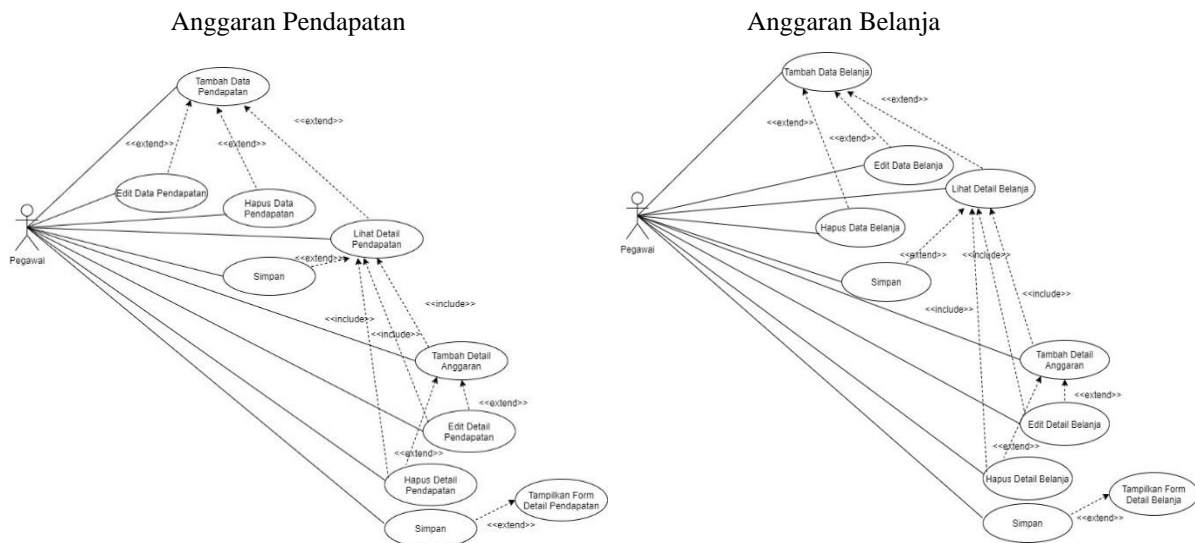 Anggaran Pendapatan
Tambah Data
Pendapatan
<<extend>>
<<extend>>
<<extend>>
Edit Data Pendapatan
Hapus Data
Pendapatan
Pegawai
Lihat Detail
Pendapatan
Simpan
<<extend>>
<<include>>
<<include>>
<<include>>
Tambah Detail
Anggaran
<<extend>>
Edit Detail
Pendapatan
<<extend>>
Hapus Detail
Pendapatan
Simpan
<<extend>>
Tampilkan Form
Detail Pendapatan
Anggaran Belanja
Tambah Data Belanja
<<extend>>
<<extend>>
<<extend>>
Edit Data Belanja
Lihat Detail Belanja
Pegawai
Hapus Data Belanja
Simpan
<<extend>>
<<include>>
<<include>>
<<include>>
Tambah Detail
Anggaran
<<extend>>
Edit Detail Belanja
<<extend>>
Hapus Detail Belanja
Simpan
<<extend>>
Tampilkan Form
Detail Belanja